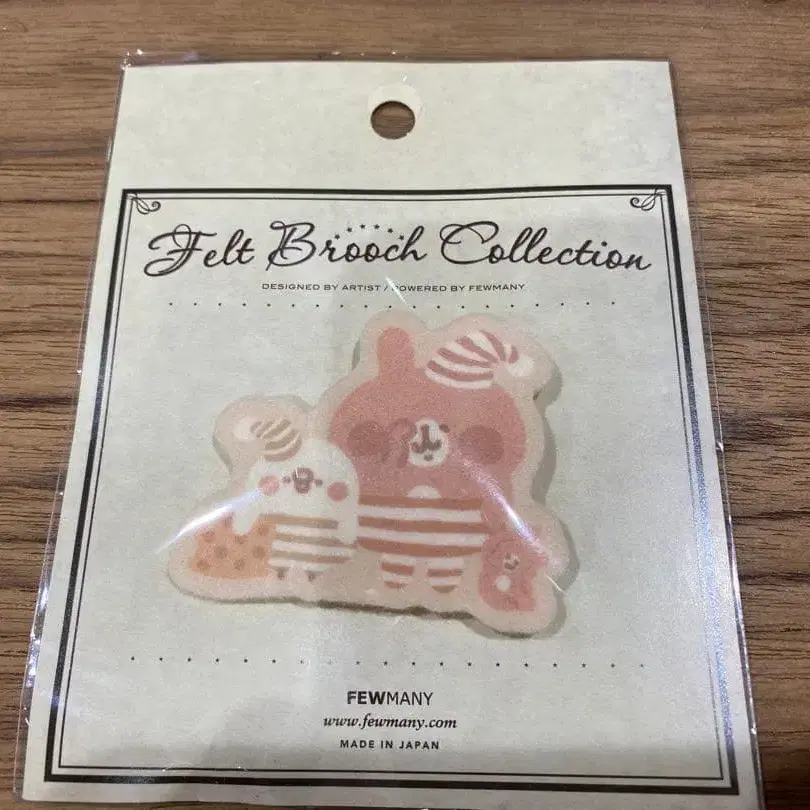 Felt Brooch Collection
DESIGNED BY ARTIST / POWERED BY FEWMANY
FEWMANY
www.fewmany.com
MADE IN JAPAN